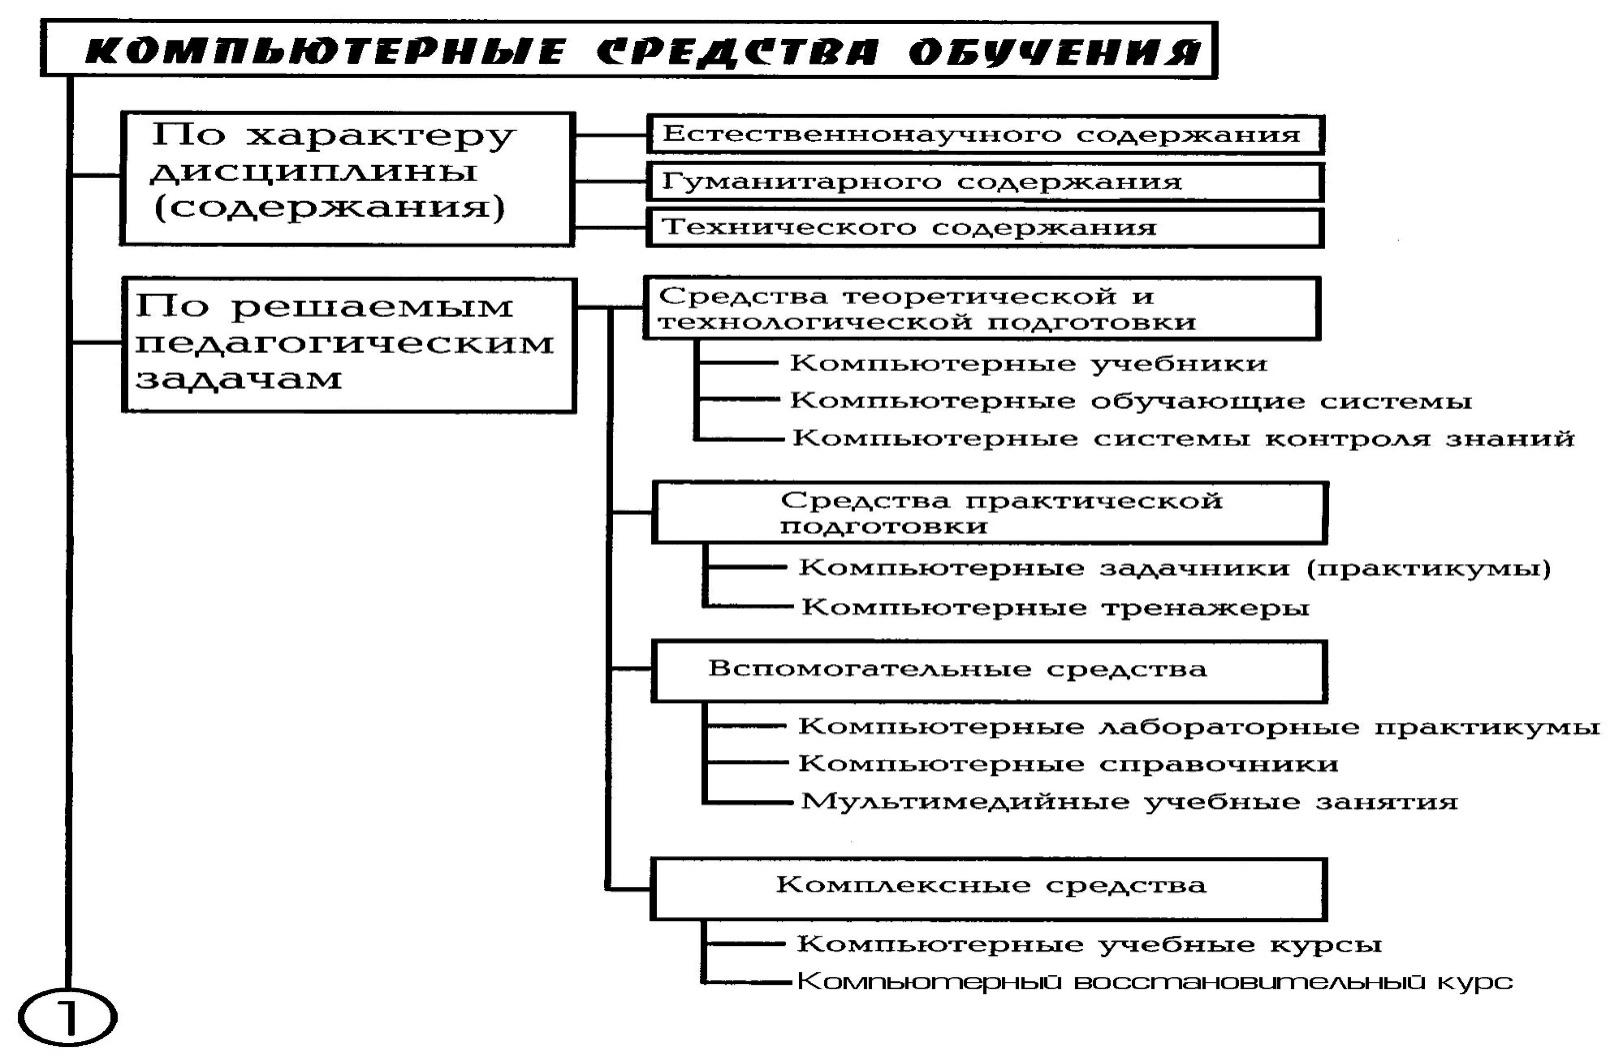 КОМПЬЮТЕРНЫЕ СРЕДСТВА ОБУЧЕНИЯ
По характеру
дисциплины
(содержания)
Естественнонаучного содержания
Гуманитарного содержания
Технического содержания
По решаемым
педагогическим
задачам
Средства теоретической и
технологической подготовки
Компьютерные учебники
Компьютерные обучающие системы
Компьютерные системы контроля знаний
Средства практической
подготовки
Компьютерные задачники (практикумы)
Компьютерные тренажеры
Вспомогательные средства
Компьютерные лабораторные практикумы
Компьютерные справочники
Мультимедийные учебные занятия
Комплексные средства
Компьютерные учебные курсы
Компьютерный восстановительный курс
1